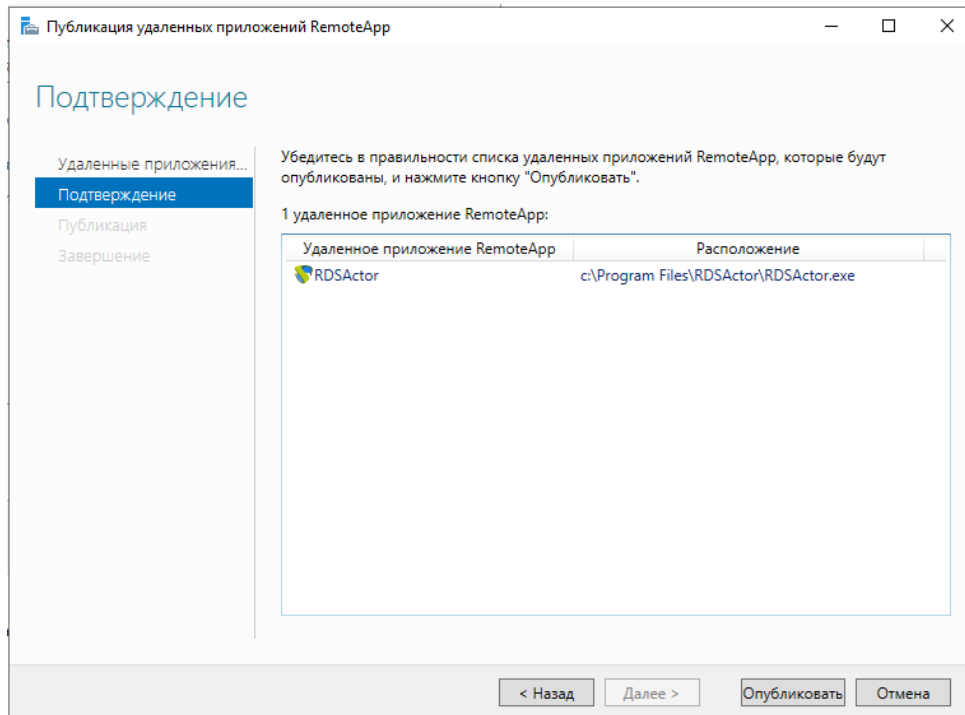 Публикация удаленных приложений RemoteApp
Подтверждение
Удаленные приложения...
Подтверждение
Публикация
Завершение
Убедитесь в правильности списка удаленных приложений RemoteApp, которые будут
опубликованы, и нажмите кнопку "Опубликовать".
1 удаленное приложение RemoteApp:
Удаленное приложение RemoteApp Расположение
RDSActor c:\Program Files\RDSActor\RDSActor.exe
< Назад Далее > Опубликовать Отмена